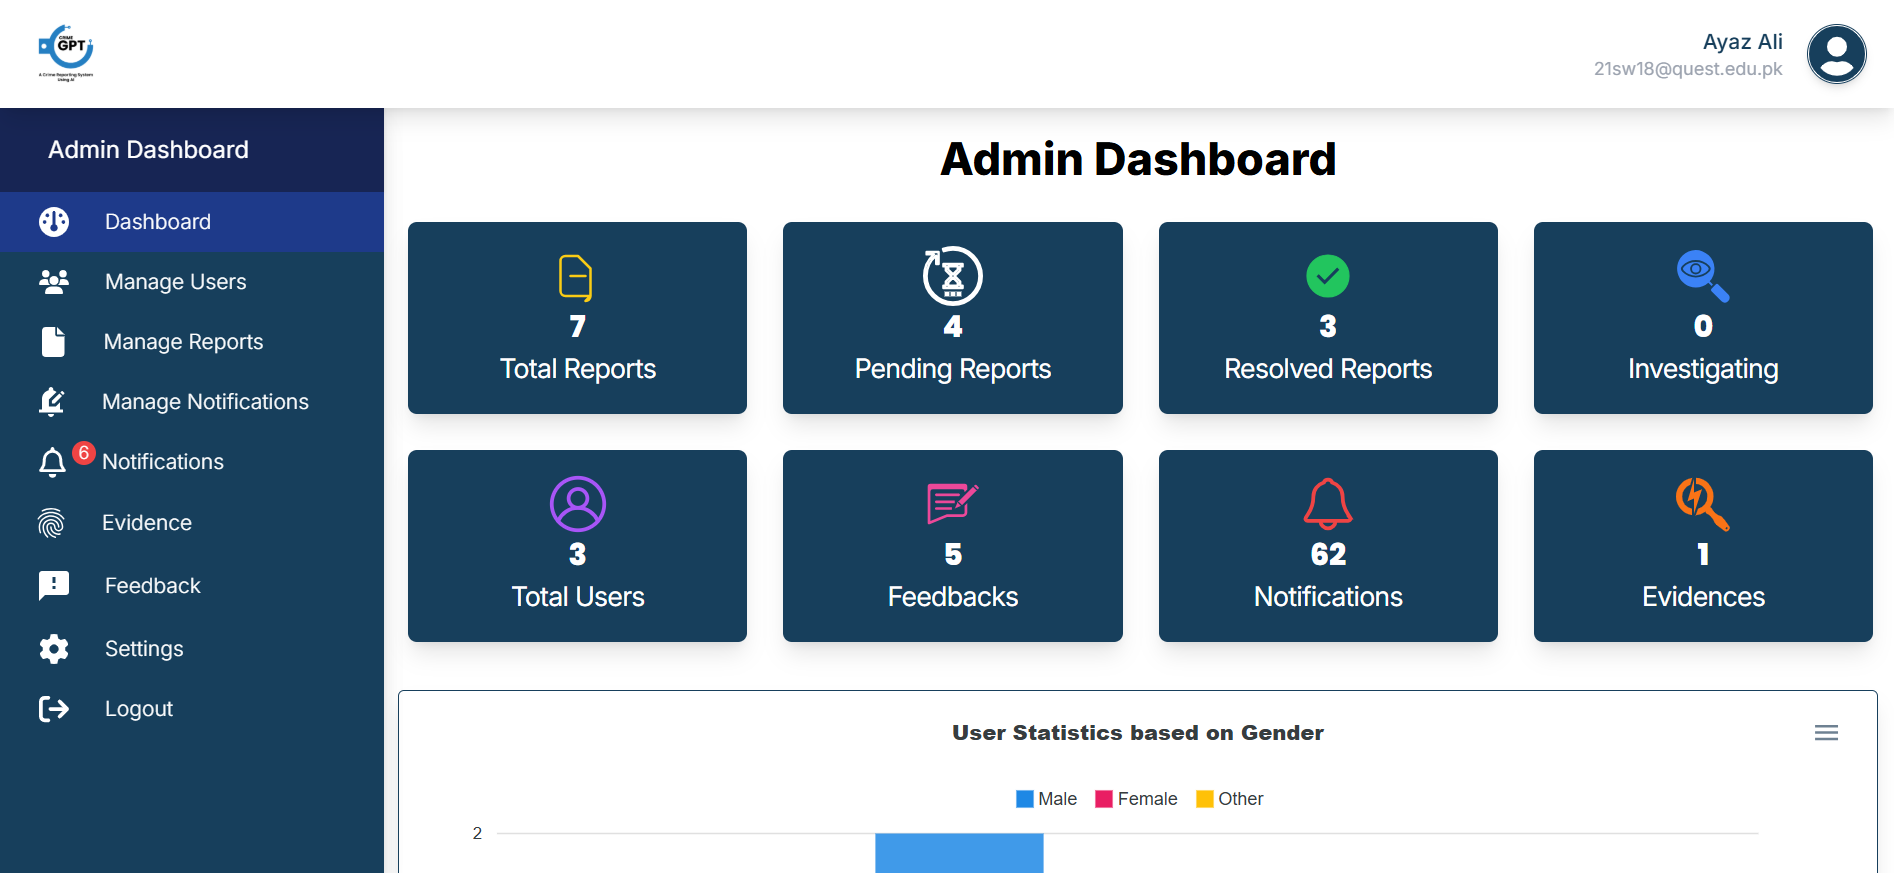 CRIME
GPT
A Crime Reporting System
Using AI
Ayaz Ali
21sw18@quest.edu.pk
Admin Dashboard
Dashboard
Manage Users
Manage Reports
Manage Notifications
6
Notifications
Evidence
Feedback
Settings
Logout
Admin Dashboard
7
Total Reports
4
Pending Reports
3
Resolved Reports
0
Investigating
3
Total Users
5
Feedbacks
62
Notifications
1
Evidences
User Statistics based on Gender
Male Female Other
2